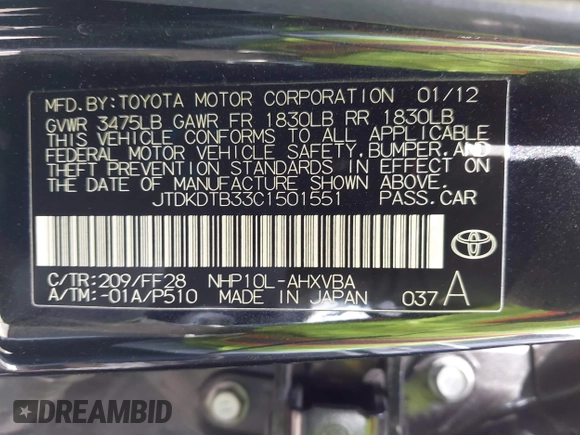 MFD.BY:TOYOTA MOTOR CORPORATION 01/12
GVWR 3475LB GAWR FR 1830LB RR 1830LB
THIS VEHICLE CONFORMS TO ALL APPLICABLE
FEDERAL MOTOR VEHICLE SAFETY,BUMPER,AND
THEFT PREVENTION STANDARDS IN EFFECT ON
THE DATE OF MANUFACTURE SHOWN ABOVE.
JTDKDTB33C1501551 PASS.CAR
C/TR:209/FF28 NHP10L-AHXVBA
A/TM:-01A/P510 MADE IN JAPAN 037 A
DREAMBID